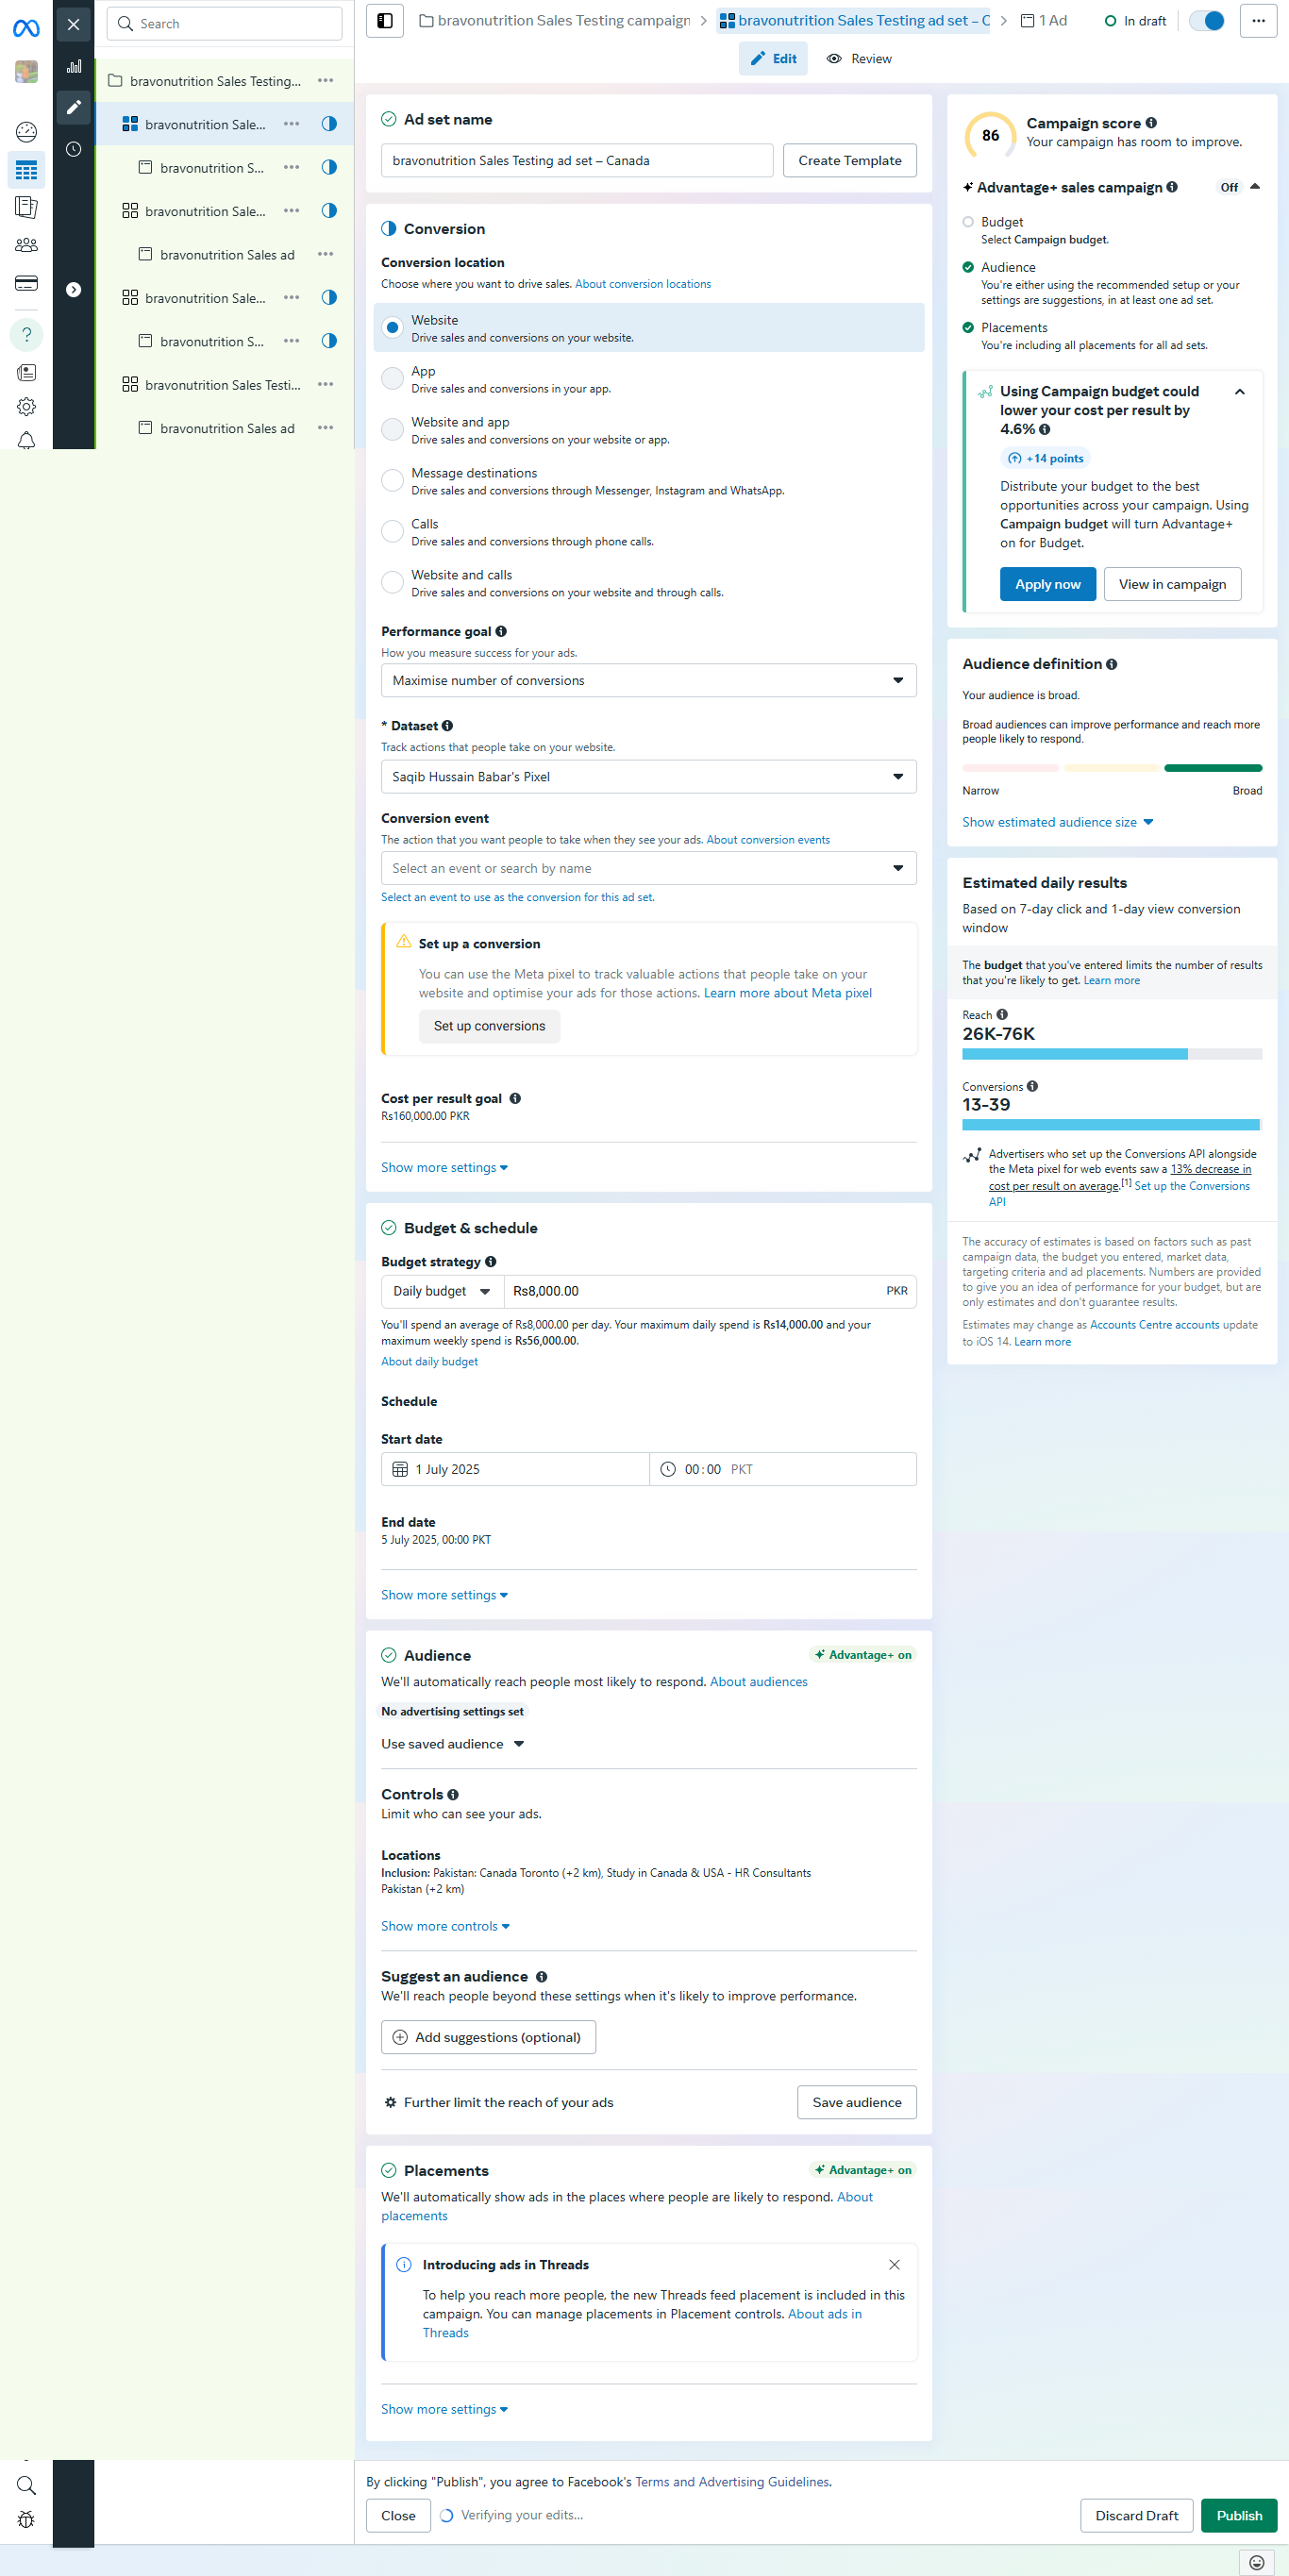 Search
bravonutrition Sales Testing...
bravonutrition Sale...
bravonutrition S...
bravonutrition Sale...
bravonutrition Sales ad
bravonutrition Sale...
bravonutrition S...
bravonutrition Sales Testi...
bravonutrition Sales ad
bravonutrition Sales Testing campaign
bravonutrition Sales Testing ad set – C
1 Ad
In draft
Edit
Review
Ad set name
bravonutrition Sales Testing ad set – Canada
Create Template
Conversion
Conversion location
Choose where you want to drive sales. About conversion locations
Website
Drive sales and conversions on your website.
App
Drive sales and conversions in your app.
Website and app
Drive sales and conversions on your website or app.
Message destinations
Drive sales and conversions through Messenger, Instagram and WhatsApp.
Calls
Drive sales and conversions through phone calls.
Website and calls
Drive sales and conversions on your website and through calls.
Performance goal
How you measure success for your ads.
Maximise number of conversions
* Dataset
Track actions that people take on your website.
Saqib Hussain Babar's Pixel
Conversion event
The action that you want people to take when they see your ads. About conversion events
Select an event or search by name
Select an event to use as the conversion for this ad set.
Set up a conversion
You can use the Meta pixel to track valuable actions that people take on your
website and optimise your ads for those actions. Learn more about Meta pixel
Set up conversions
Cost per result goal
Rs160,000.00 PKR
Show more settings
Budget & schedule
Budget strategy
Daily budget
Rs8,000.00
PKR
You'll spend an average of Rs8,000.00 per day. Your maximum daily spend is Rs14,000.00 and your
maximum weekly spend is Rs56,000.00.
About daily budget
Schedule
Start date
1 July 2025
00:00 PKT
End date
5 July 2025, 00:00 PKT
Show more settings
Audience
Advantage+ on
We'll automatically reach people most likely to respond. About audiences
No advertising settings set
Use saved audience
Controls
Limit who can see your ads.
Locations
Inclusion: Pakistan: Canada Toronto (+2 km), Study in Canada & USA - HR Consultants
Pakistan (+2 km)
Show more controls
Suggest an audience
We'll reach people beyond these settings when it's likely to improve performance.
Add suggestions (optional)
Further limit the reach of your ads
Save audience
Placements
Advantage+ on
We'll automatically show ads in the places where people are likely to respond. About
placements
Introducing ads in Threads
To help you reach more people, the new Threads feed placement is included in this
campaign. You can manage placements in Placement controls. About ads in
Threads
Show more settings
86
Campaign score
Your campaign has room to improve.
Advantage+ sales campaign
Off
Budget
Select Campaign budget.
Audience
You're either using the recommended setup or your
settings are suggestions, in at least one ad set.
Placements
You're including all placements for all ad sets.
Using Campaign budget could
lower your cost per result by
4.6%
+14 points
Distribute your budget to the best
opportunities across your campaign. Using
Campaign budget will turn Advantage+
on for Budget.
Apply now
View in campaign
Audience definition
Your audience is broad.
Broad audiences can improve performance and reach more
people likely to respond.
Narrow
Broad
Show estimated audience size
Estimated daily results
Based on 7-day click and 1-day view conversion
window
The budget that you've entered limits the number of results
that you're likely to get. Learn more
Reach
26K-76K
Conversions
13-39
Advertisers who set up the Conversions API alongside
the Meta pixel for web events saw a 13% decrease in
cost per result on average.[1] Set up the Conversions
API
The accuracy of estimates is based on factors such as past
campaign data, the budget you entered, market data,
targeting criteria and ad placements. Numbers are provided
to give you an idea of performance for your budget, but are
only estimates and don't guarantee results.
Estimates may change as Accounts Centre accounts update
to iOS 14. Learn more
By clicking "Publish", you agree to Facebook's Terms and Advertising Guidelines.
Close
Verifying your edits...
Discard Draft
Publish